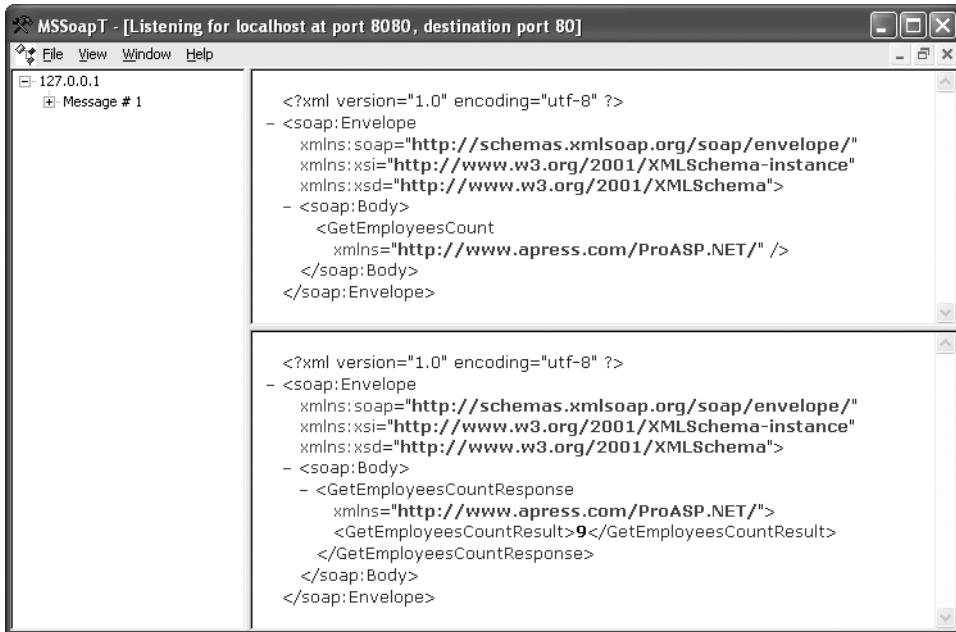 MSSoapT - [Listening for localhost at port 8080, destination port 80]
File View Window Help
127.0.0.1
Message # 1
<?xml version="1.0" encoding="utf-8" ?>
– <soap:Envelope
xmlns:soap="http://schemas.xmlsoap.org/soap/envelope/"
xmlns:xsi="http://www.w3.org/2001/XMLSchema-instance"
xmlns:xsd="http://www.w3.org/2001/XMLSchema">
– <soap:Body>
<GetEmployeesCount
xmlns="http://www.apress.com/ProASP.NET/" />
</soap:Body>
</soap:Envelope>
<?xml version="1.0" encoding="utf-8" ?>
– <soap:Envelope
xmlns:soap="http://schemas.xmlsoap.org/soap/envelope/"
xmlns:xsi="http://www.w3.org/2001/XMLSchema-instance"
xmlns:xsd="http://www.w3.org/2001/XMLSchema">
– <soap:Body>
– <GetEmployeesCountResponse
xmlns="http://www.apress.com/ProASP.NET/">
<GetEmployeesCountResult>9</GetEmployeesCountResult>
</GetEmployeesCountResponse>
</soap:Body>
</soap:Envelope>